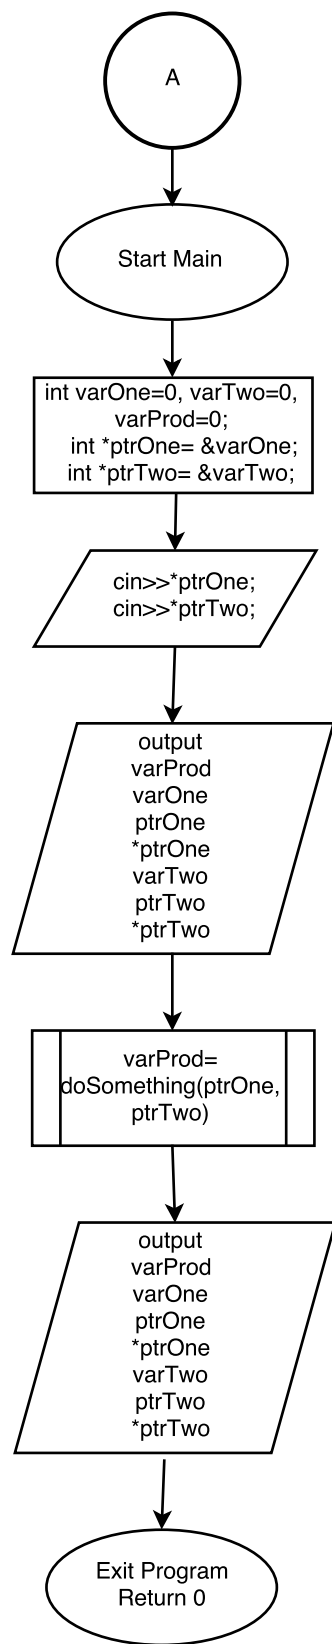 A
Start Main
int varOne=0, varTwo=0,
varProd=0;
int *ptrOne= &varOne;
int *ptrTwo= &varTwo;
cin>>*ptrOne;
cin>>*ptrTwo;
output
varProd
varOne
ptrOne
*ptrOne
varTwo
ptrTwo
*ptrTwo
varProd=
doSomething(ptrOne,
ptrTwo)
output
varProd
varOne
ptrOne
*ptrOne
varTwo
ptrTwo
*ptrTwo
Exit Program
Return 0